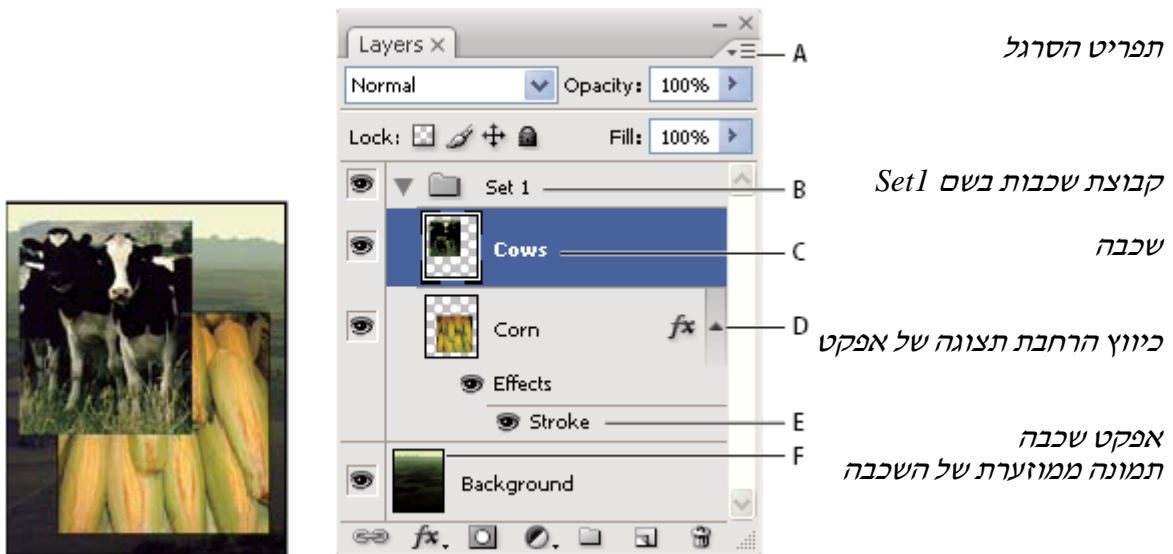 Layers ×
A
תפריט הסרגל
Normal Opacity: 100%
Lock: Fill: 100%
Set 1
B
קבוצת שכבות בשם Set1
Cows
C
שכבה
Corn
fx
D
כיווץ הרחבת תצוגה של אפקט
Effects
Stroke
E
אפקט שכבה
F
תמונה ממוזערת של השכבה
Background
fx.